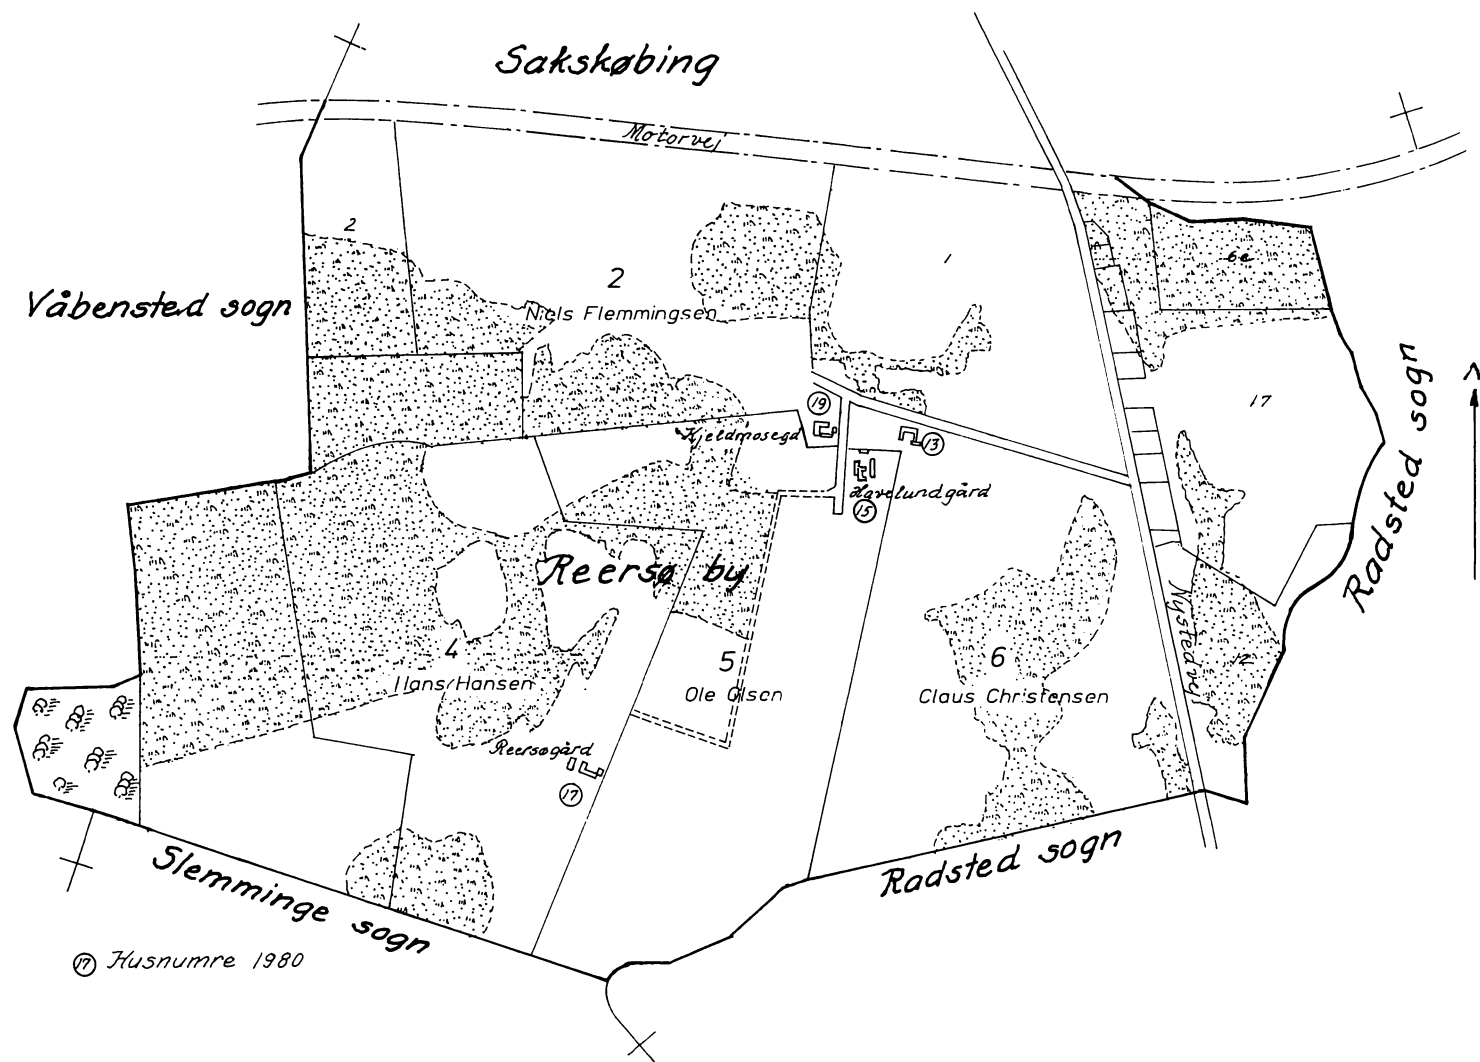 Sakskøbing
Motorvej
2
1
6e
2
Niels Flemmingsen
Våbensted sogn
Radsted sogn
17
19
Kjeldmosegd
13
Havelundgård
15
Reersø by
Nystedvej
4
Hans Hansen
5
Ole Olsen
6
Claus Christensen
12
Reersøgård
17
Slemminge sogn
Radsted sogn
17 Husnumre 1980